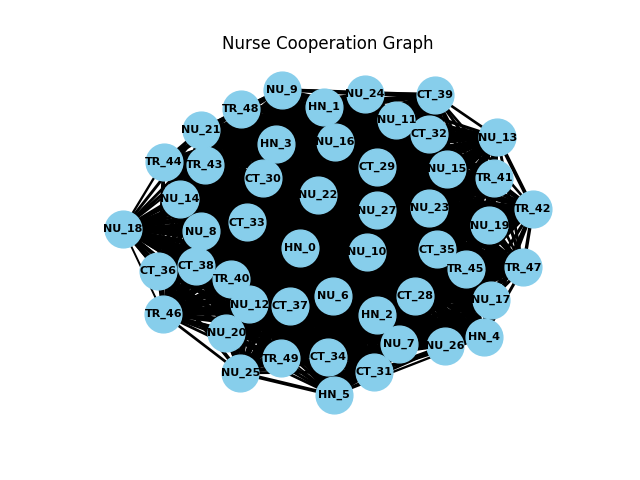 Nurse Cooperation Graph
NU_9
NU_24
CT_39
TR_48
HN_1
NU_11
NU_21
CT_32
NU_13
HN_3
NU_16
TR_44
TR_43
CT_29
NU_15
CT_30
TR_41
NU_14
NU_22
NU_27
NU_23
TR_42
NU_18
NU_8
CT_33
NU_19
HN_0
NU_10
CT_35
CT_36
CT_38
TR_40
TR_45
TR_47
NU_12
CT_37
NU_6
CT_28
NU_17
TR_46
HN_2
NU_20
NU_7
NU_26
HN_4
TR_49
CT_34
NU_25
CT_31
HN_5